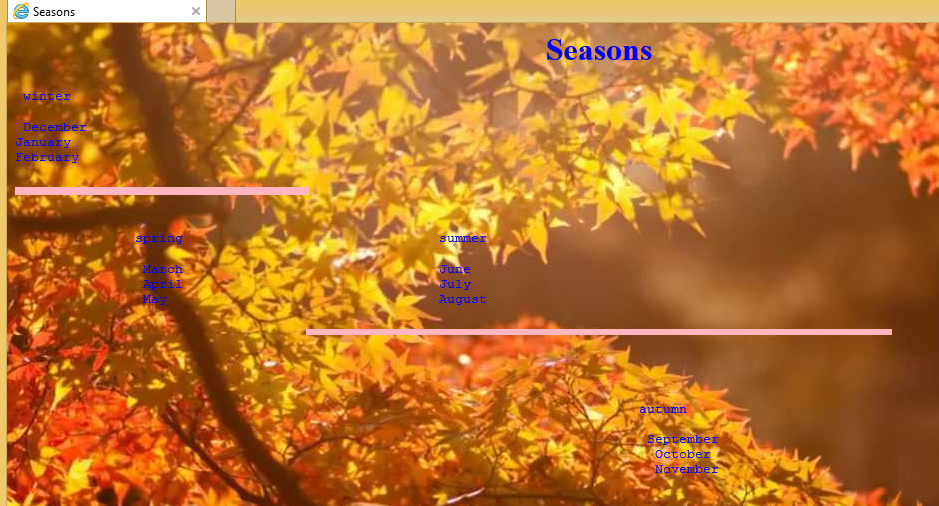 Seasons
Seasons
winter
December
January
February
spring
summer
March
June
April
July
May
August
autumn
September
October
November